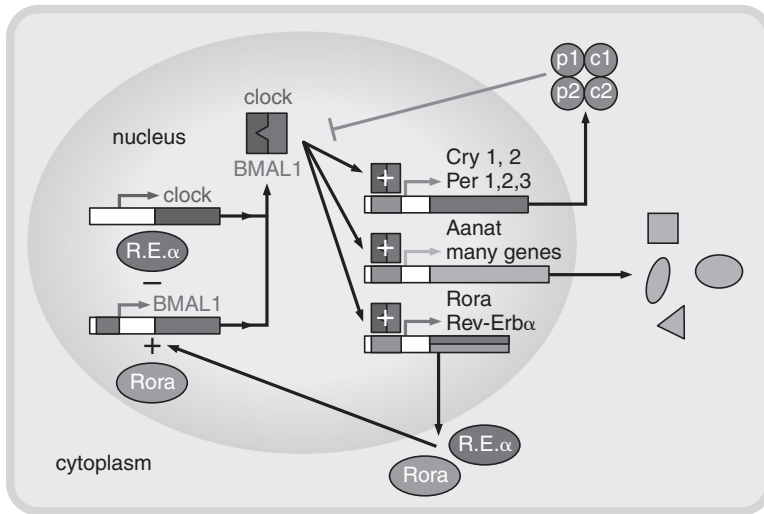 p1 c1
p2 c2
clock
nucleus
BMAL1
+
Cry 1, 2
Per 1,2,3
clock
R.E.α
–
+
Aanat
many genes
BMAL1
+
Rora
Rev-Erbα
+
Rora
R.E.α
Rora
cytoplasm